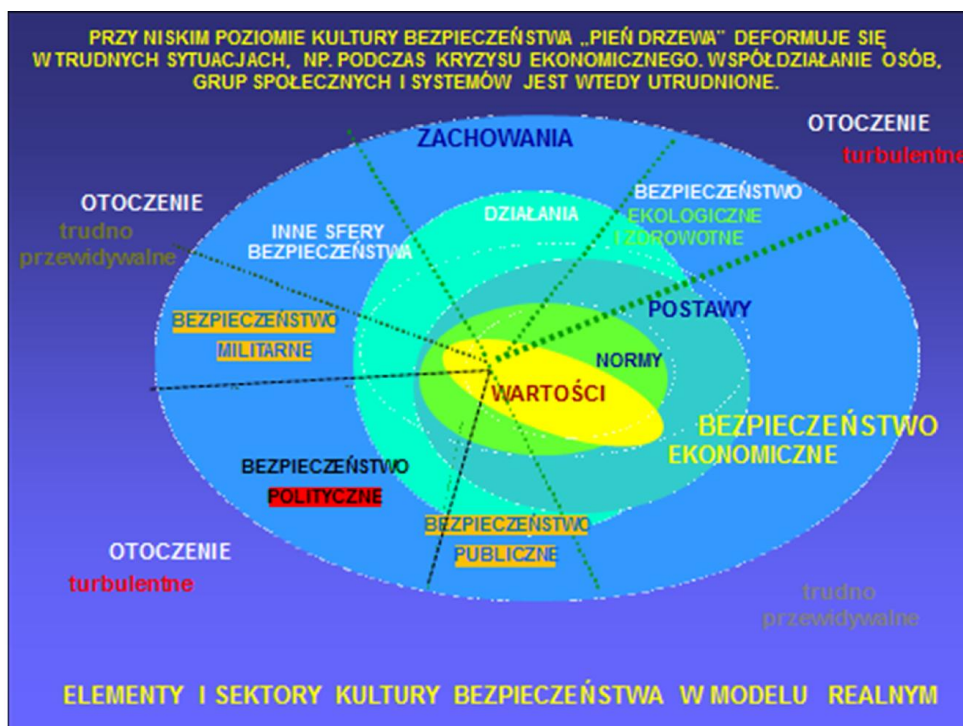 PRZY NISKIM POZIOMIE KULTURY BEZPIECZEŃSTWA „PIEŃ DRZEWA” DEFORMUJE SIĘ
W TRUDNYCH SYTUACJACH, NP. PODCZAS KRYZYSU EKONOMICZNEGO. WSPÓŁDZIAŁANIE OSÓB,
GRUP SPOŁECZNYCH I SYSTEMÓW JEST WTEDY UTRUDNIONE.
OTOCZENIE
turbulentne
ZACHOWANIA
BEZPIECZEŃSTWO
EKOLOGICZNE
I ZDROWOTNE
OTOCZENIE
trudno
przewidywalne
INNE SFERY
BEZPIECZEŃSTWA
DZIAŁANIA
POSTAWY
BEZPIECZEŃSTWO
MILITARNE
NORMY
WARTOŚCI
BEZPIECZEŃSTWO
EKONOMICZNE
BEZPIECZEŃSTWO
POLITYCZNE
BEZPIECZEŃSTWO
PUBLICZNE
OTOCZENIE
turbulentne
trudno
przewidywalne
ELEMENTY I SEKTORY KULTURY BEZPIECZEŃSTWA W MODELU REALNYM